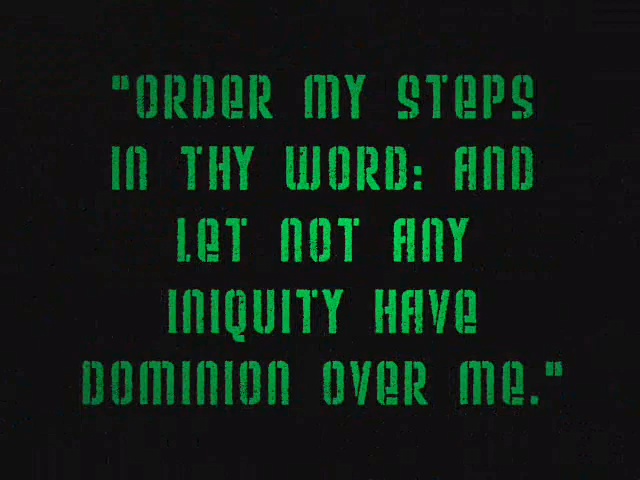 "ORDER MY STEPS
IN THY WORD: AND
LET NOT ANY
INIQUITY HAVE
DOMINION OVER ME."